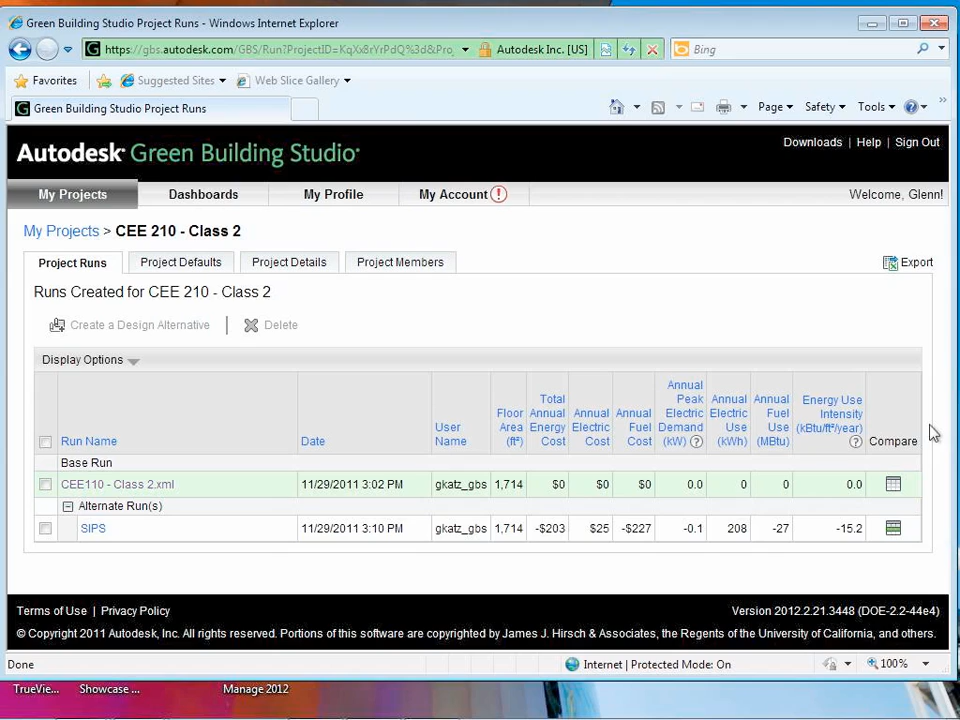 Green Building Studio Project Runs - Windows Internet Explorer
https://gbs.autodesk.com/GBS/Run?ProjectID=KqXx8rYrPdQ%3d&Pro Autodesk Inc. [US] Bing
Favorites Suggested Sites Web Slice Gallery
Green Building Studio Project Runs Page Safety Tools
Downloads | Help | Sign Out
Autodesk Green Building Studio
My Projects Dashboards My Profile My Account Welcome, Glenn!
My Projects > CEE 210 - Class 2
Project Runs Project Defaults Project Details Project Members Export
Runs Created for CEE 210 - Class 2
Create a Design Alternative | Delete
Display Options
Run Name Date User Name Floor Area (ft²) Total Annual Energy Cost Annual Electric Cost Annual Fuel Cost Annual Peak Electric Demand (kW) Annual Electric Use (kWh) Annual Fuel Use (MBtu) Energy Use Intensity (kBtu/ft²/year) Compare
Base Run
CEE110 - Class 2.xml 11/29/2011 3:02 PM gkatz_gbs 1,714 $0 $0 $0 0.0 0 0 0.0
Alternate Run(s)
SIPS 11/29/2011 3:10 PM gkatz_gbs 1,714 -$203 $25 -$227 -0.1 208 -27 -15.2
Terms of Use | Privacy Policy Version 2012.2.21.3448 (DOE-2.2-44e4)
© Copyright 2011 Autodesk, Inc. All rights reserved. Portions of this software are copyrighted by James J. Hirsch & Associates, the Regents of the University of California, and others.
Done Internet | Protected Mode: On 100%
TrueVie... Showcase ... Manage 2012